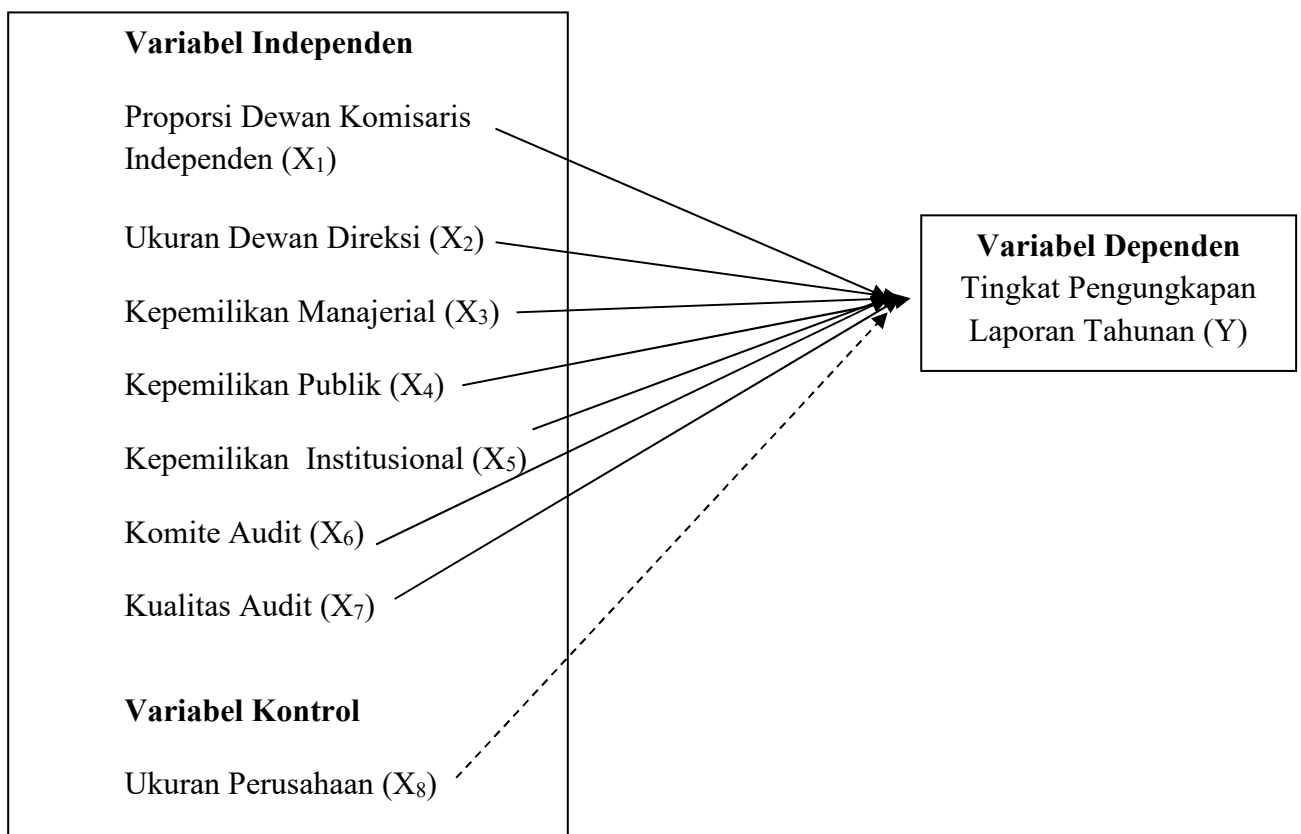 Variabel Independen
Proporsi Dewan Komisaris
Independen (X₁)
Ukuran Dewan Direksi (X₂)
Kepemilikan Manajerial (X₃)
Kepemilikan Publik (X₄)
Kepemilikan Institusional (X₅)
Komite Audit (X₆)
Kualitas Audit (X₇)
Variabel Kontrol
Ukuran Perusahaan (X₈)
Variabel Dependen
Tingkat Pengungkapan
Laporan Tahunan (Y)